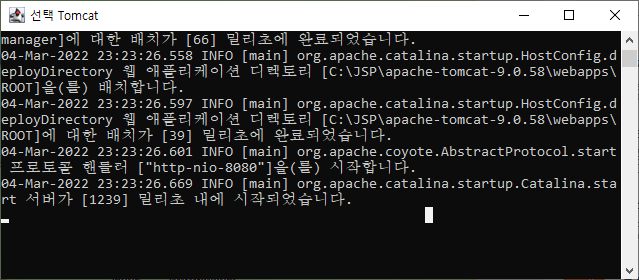 선택 Tomcat
manager]에 대한 배치가 [66] 밀리초에 완료되었습니다.
04-Mar-2022 23:23:26.558 INFO [main] org.apache.catalina.startup.HostConfig.d
eployDirectory 웹 애플리케이션 디렉토리 [C:\JSP\apache-tomcat-9.0.58\webapps\
ROOT]을(를) 배치합니다.
04-Mar-2022 23:23:26.597 INFO [main] org.apache.catalina.startup.HostConfig.d
eployDirectory 웹 애플리케이션 디렉토리 [C:\JSP\apache-tomcat-9.0.58\webapps\
ROOT]에 대한 배치가 [39] 밀리초에 완료되었습니다.
04-Mar-2022 23:23:26.601 INFO [main] org.apache.coyote.AbstractProtocol.start
프로토콜 핸들러 ["http-nio-8080"]을(를) 시작합니다.
04-Mar-2022 23:23:26.669 INFO [main] org.apache.catalina.startup.Catalina.sta
rt 서버가 [1239] 밀리초 내에 시작되었습니다.